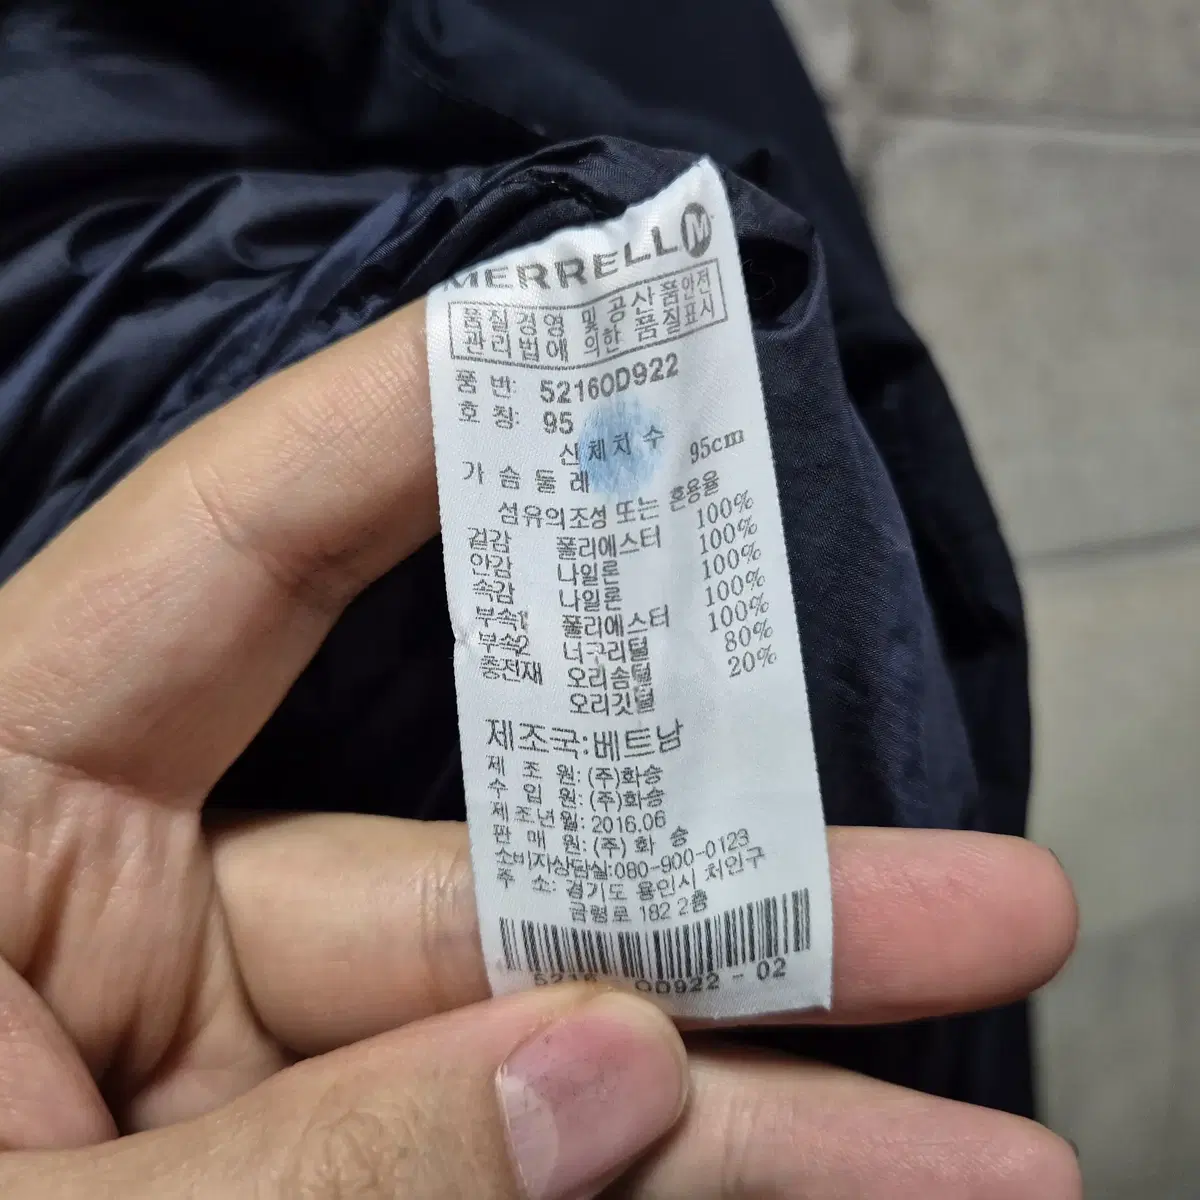 MERRELL M
품질경영 및 공산품안전
관리법에 의한 품질표시
품 번: 5216OD922
호 칭: 95
신체치수
가슴둘레 95cm
섬유의조성 또는 혼용율
겉감 폴리에스터 100%
안감 나일론 100%
속감 나일론 100%
부속1 폴리에스터 100%
부속2 너구리털 100%
충전재 오리솜털 80%
오리깃털 20%
제조국:베트남
제 조 원: (주)화승
수 입 원: (주)화승
제조년월: 2016.06
판 매 원: (주) 화 승
소비자상담실:080-900-0123
주 소: 경기도 용인시 처인구
금령로 182 2층
5216 OD922 - 02